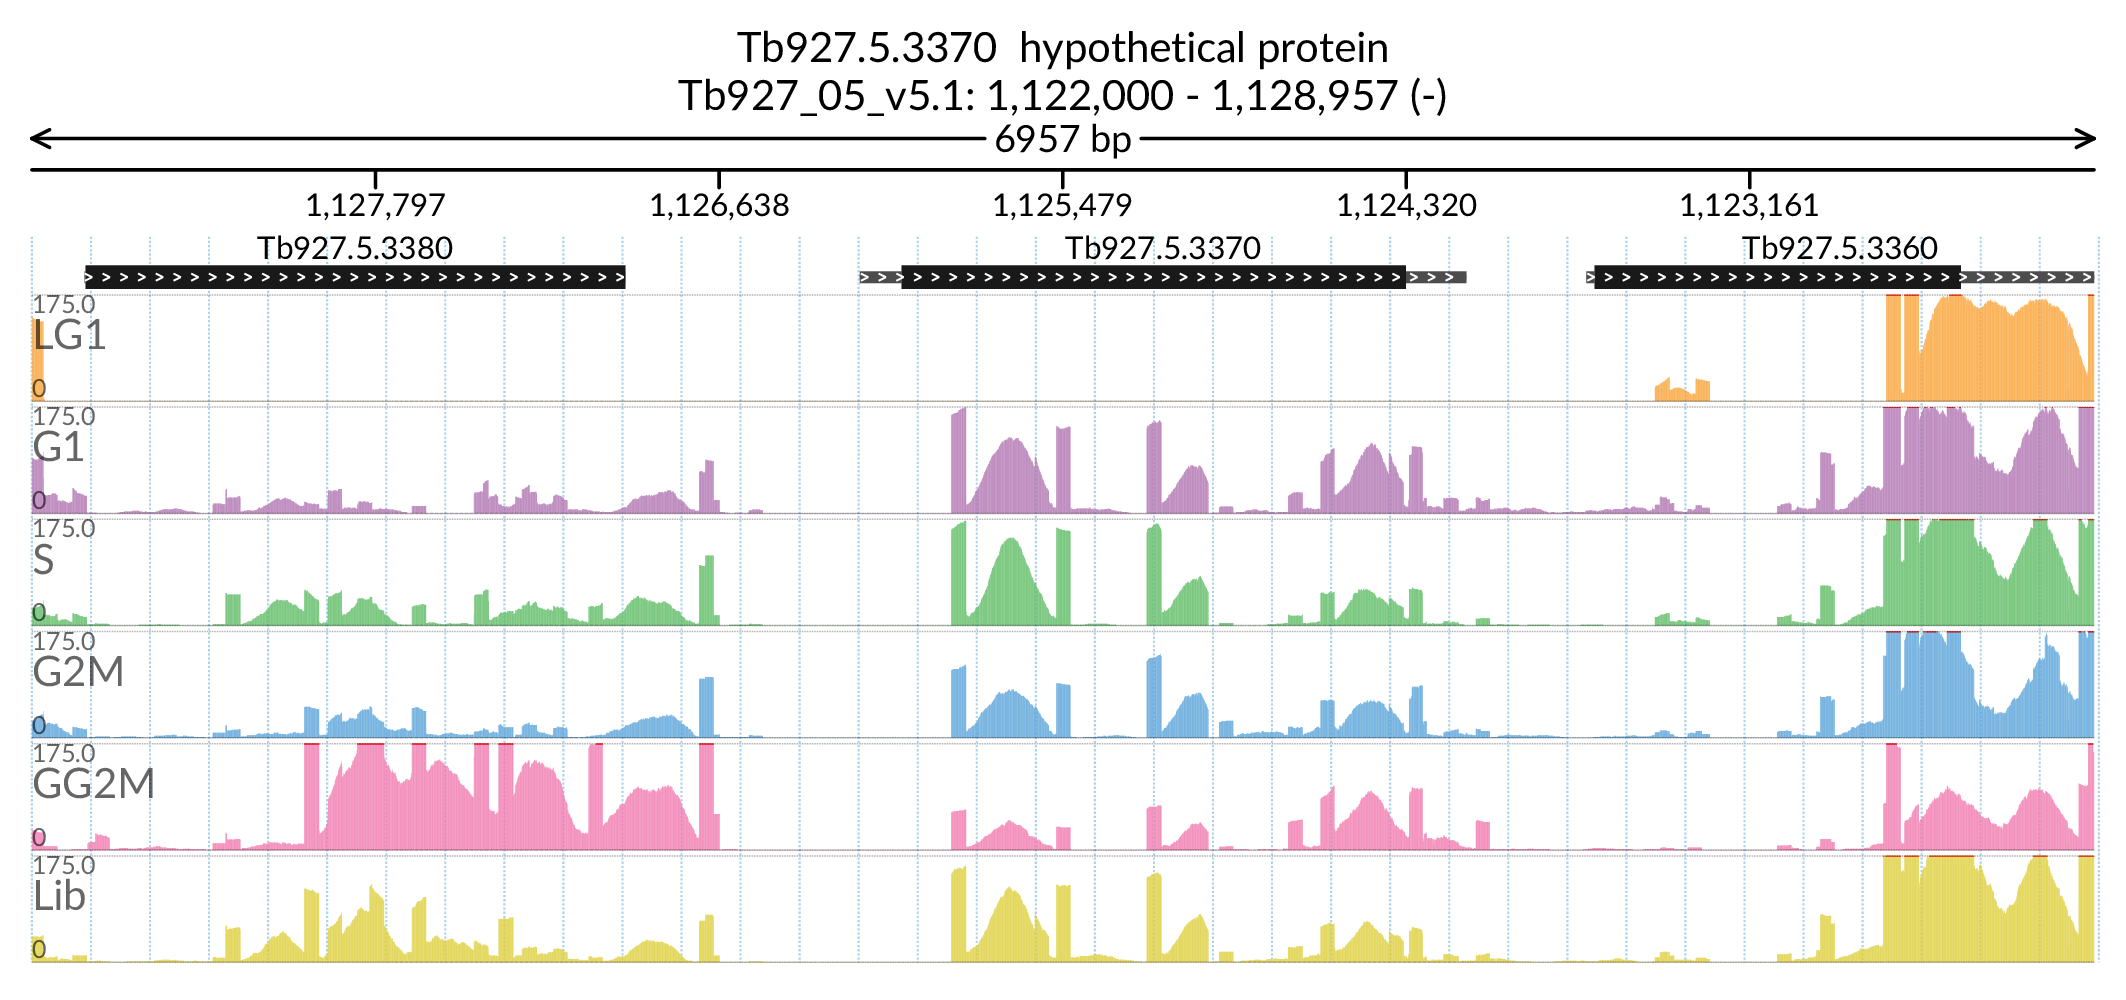 Tb927.5.3370 hypothetical protein
Tb927_05_v5.1: 1,122,000 - 1,128,957 (-)
6957 bp
1,127,797 1,126,638 1,125,479 1,124,320 1,123,161
Tb927.5.3380 Tb927.5.3370 Tb927.5.3360
175.0
LG1
0
175.0
G1
0
175.0
S
0
175.0
G2M
0
175.0
GG2M
0
175.0
Lib
0